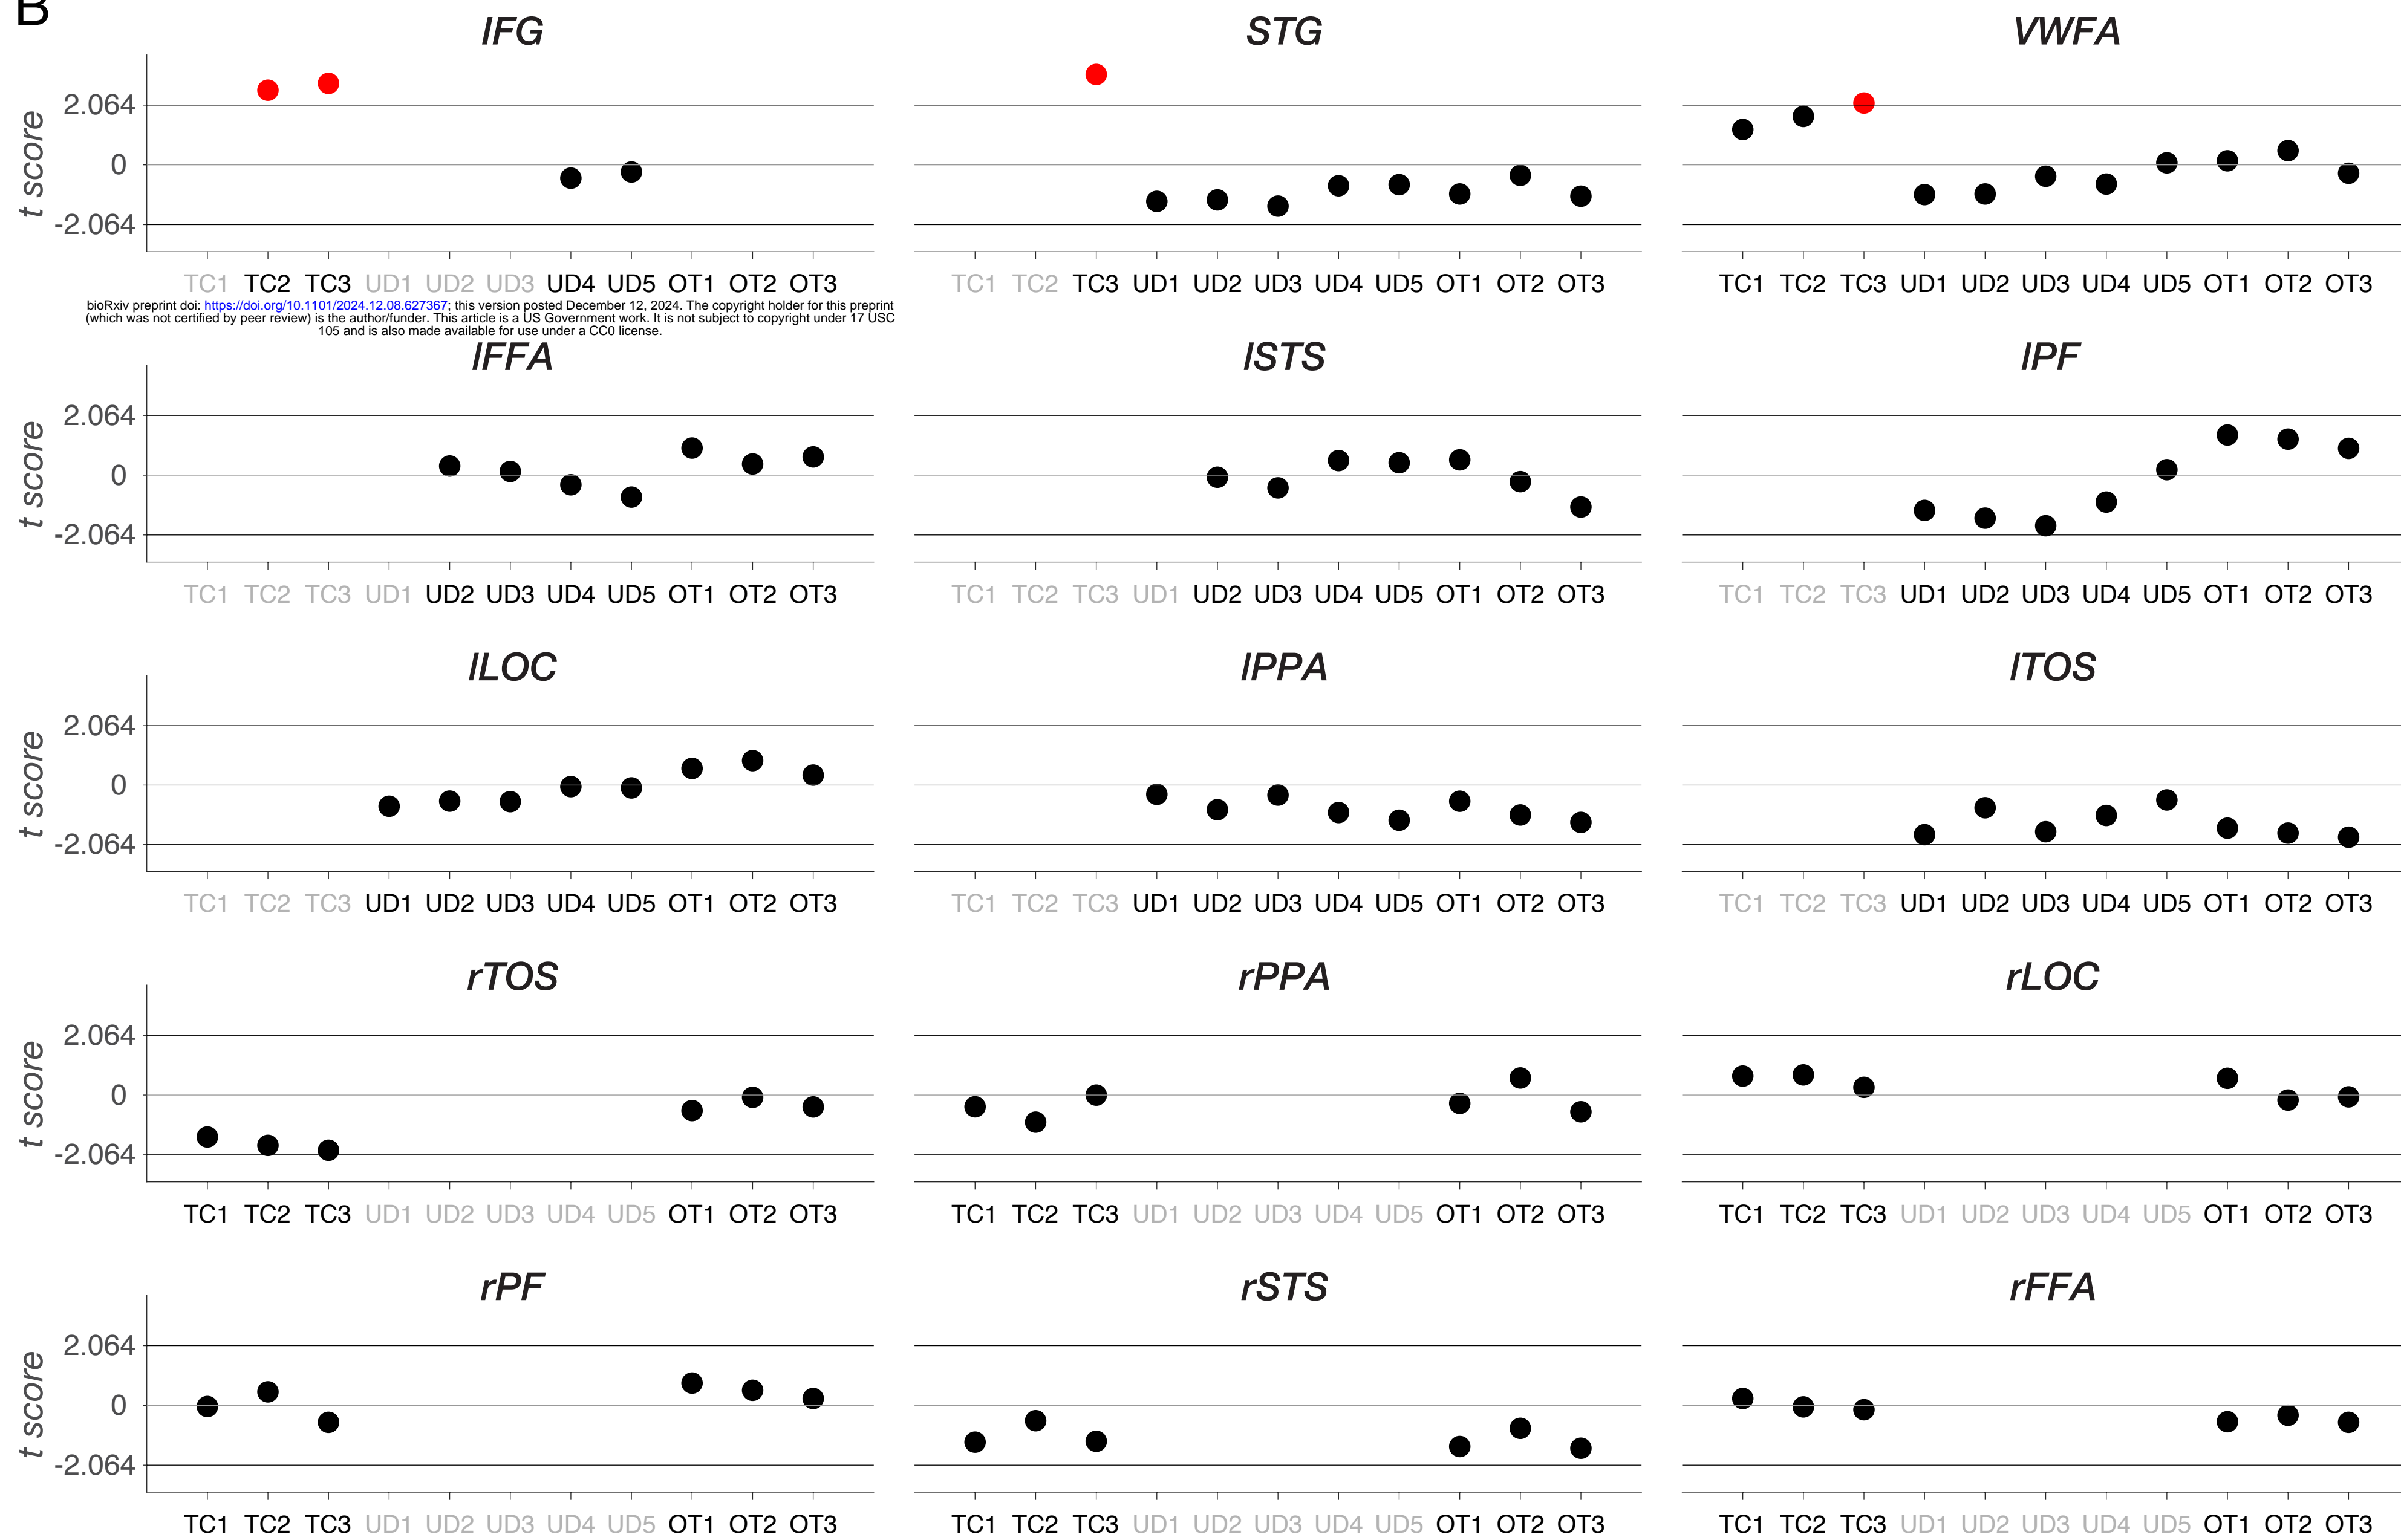 B
IFG STG VWFA
t score
2.064
0
-2.064
TC1 TC2 TC3 UD1 UD2 UD3 UD4 UD5 OT1 OT2 OT3 TC1 TC2 TC3 UD1 UD2 UD3 UD4 UD5 OT1 OT2 OT3 TC1 TC2 TC3 UD1 UD2 UD3 UD4 UD5 OT1 OT2 OT3
bioRxiv preprint doi: https://doi.org/10.1101/2024.12.08.627367; this version posted December 12, 2024. The copyright holder for this preprint
(which was not certified by peer review) is the author/funder. This article is a US Government work. It is not subject to copyright under 17 USC
105 and is also made available for use under a CC0 license.
lFFA lSTS lPF
t score
2.064
0
-2.064
TC1 TC2 TC3 UD1 UD2 UD3 UD4 UD5 OT1 OT2 OT3 TC1 TC2 TC3 UD1 UD2 UD3 UD4 UD5 OT1 OT2 OT3 TC1 TC2 TC3 UD1 UD2 UD3 UD4 UD5 OT1 OT2 OT3
lLOC lPPA lTOS
t score
2.064
0
-2.064
TC1 TC2 TC3 UD1 UD2 UD3 UD4 UD5 OT1 OT2 OT3 TC1 TC2 TC3 UD1 UD2 UD3 UD4 UD5 OT1 OT2 OT3 TC1 TC2 TC3 UD1 UD2 UD3 UD4 UD5 OT1 OT2 OT3
rTOS rPPA rLOC
t score
2.064
0
-2.064
TC1 TC2 TC3 UD1 UD2 UD3 UD4 UD5 OT1 OT2 OT3 TC1 TC2 TC3 UD1 UD2 UD3 UD4 UD5 OT1 OT2 OT3 TC1 TC2 TC3 UD1 UD2 UD3 UD4 UD5 OT1 OT2 OT3
rPF rSTS rFFA
t score
2.064
0
-2.064
TC1 TC2 TC3 UD1 UD2 UD3 UD4 UD5 OT1 OT2 OT3 TC1 TC2 TC3 UD1 UD2 UD3 UD4 UD5 OT1 OT2 OT3 TC1 TC2 TC3 UD1 UD2 UD3 UD4 UD5 OT1 OT2 OT3